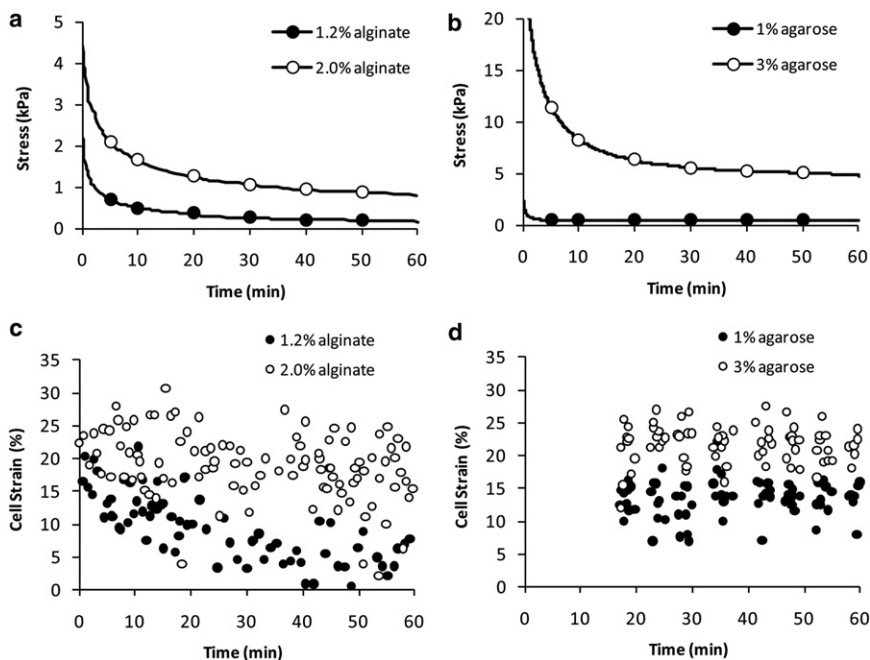 a
5
4
3
2
1
0
Stress (kPa)
1.2% alginate
2.0% alginate
0 10 20 30 40 50 60
Time (min)
b
20
15
10
5
0
Stress (kPa)
1% agarose
3% agarose
0 10 20 30 40 50 60
Time (min)
c
35
30
25
20
15
10
5
0
Cell Strain (%)
1.2% alginate
2.0% alginate
0 10 20 30 40 50 60
Time (min)
d
35
30
25
20
15
10
5
0
Cell Strain (%)
1% agarose
3% agarose
0 10 20 30 40 50 60
Time (min)